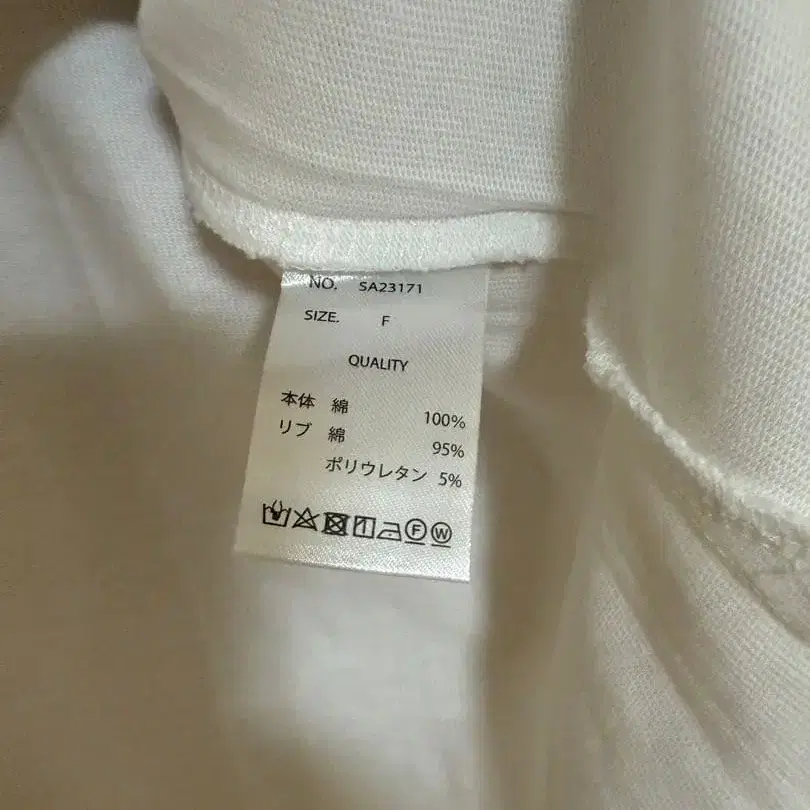 NO. SA23171
SIZE. F
QUALITY
本体 綿 100%
リブ 綿 95%
ポリウレタン 5%
F W